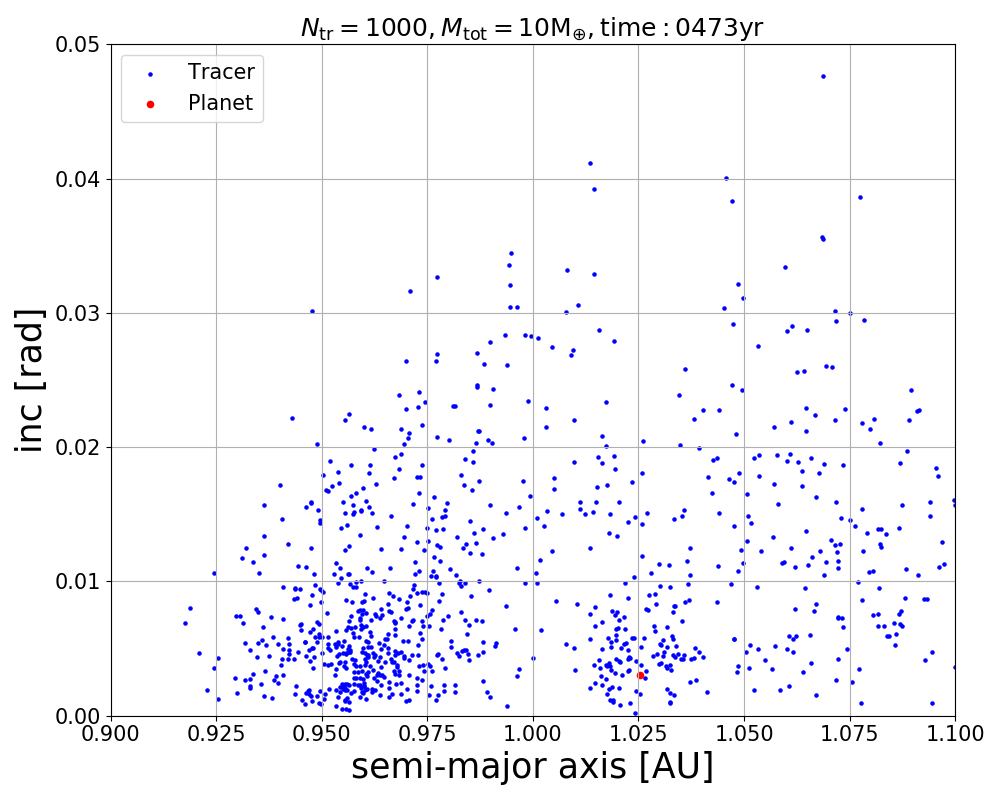 N_tr = 1000, M_tot = 10M_⊕, time : 0473yr
0.05
Tracer
Planet
0.04
0.03
inc [rad]
0.02
0.01
0.00
0.900 0.925 0.950 0.975 1.000 1.025 1.050 1.075 1.100
semi-major axis [AU]